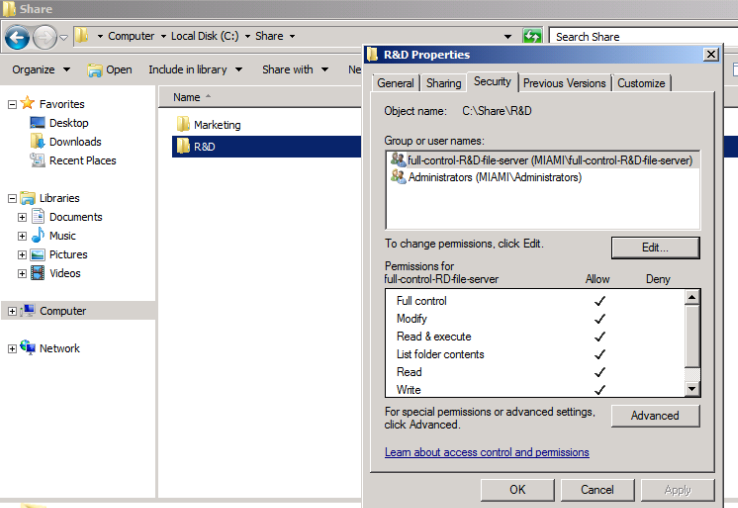 Share
Computer
Local Disk (C:)
Share
Search Share
Organize
Open
Include in library
Share with
Ne
Favorites
Desktop
Downloads
Recent Places
Libraries
Documents
Music
Pictures
Videos
Computer
Network
Name
Marketing
R&D
R&D Properties
General
Sharing
Security
Previous Versions
Customize
Object name: C:\Share\R&D
Group or user names:
full-control-R&D-file-server (MIAMI\full-control-R&D-file-server)
Administrators (MIAMI\Administrators)
To change permissions, click Edit.
Edit...
Permissions for
full-control-RD-file-server
Allow
Deny
Full control
Modify
Read & execute
List folder contents
Read
Write
For special permissions or advanced settings,
click Advanced.
Advanced
Learn about access control and permissions
OK
Cancel
Apply